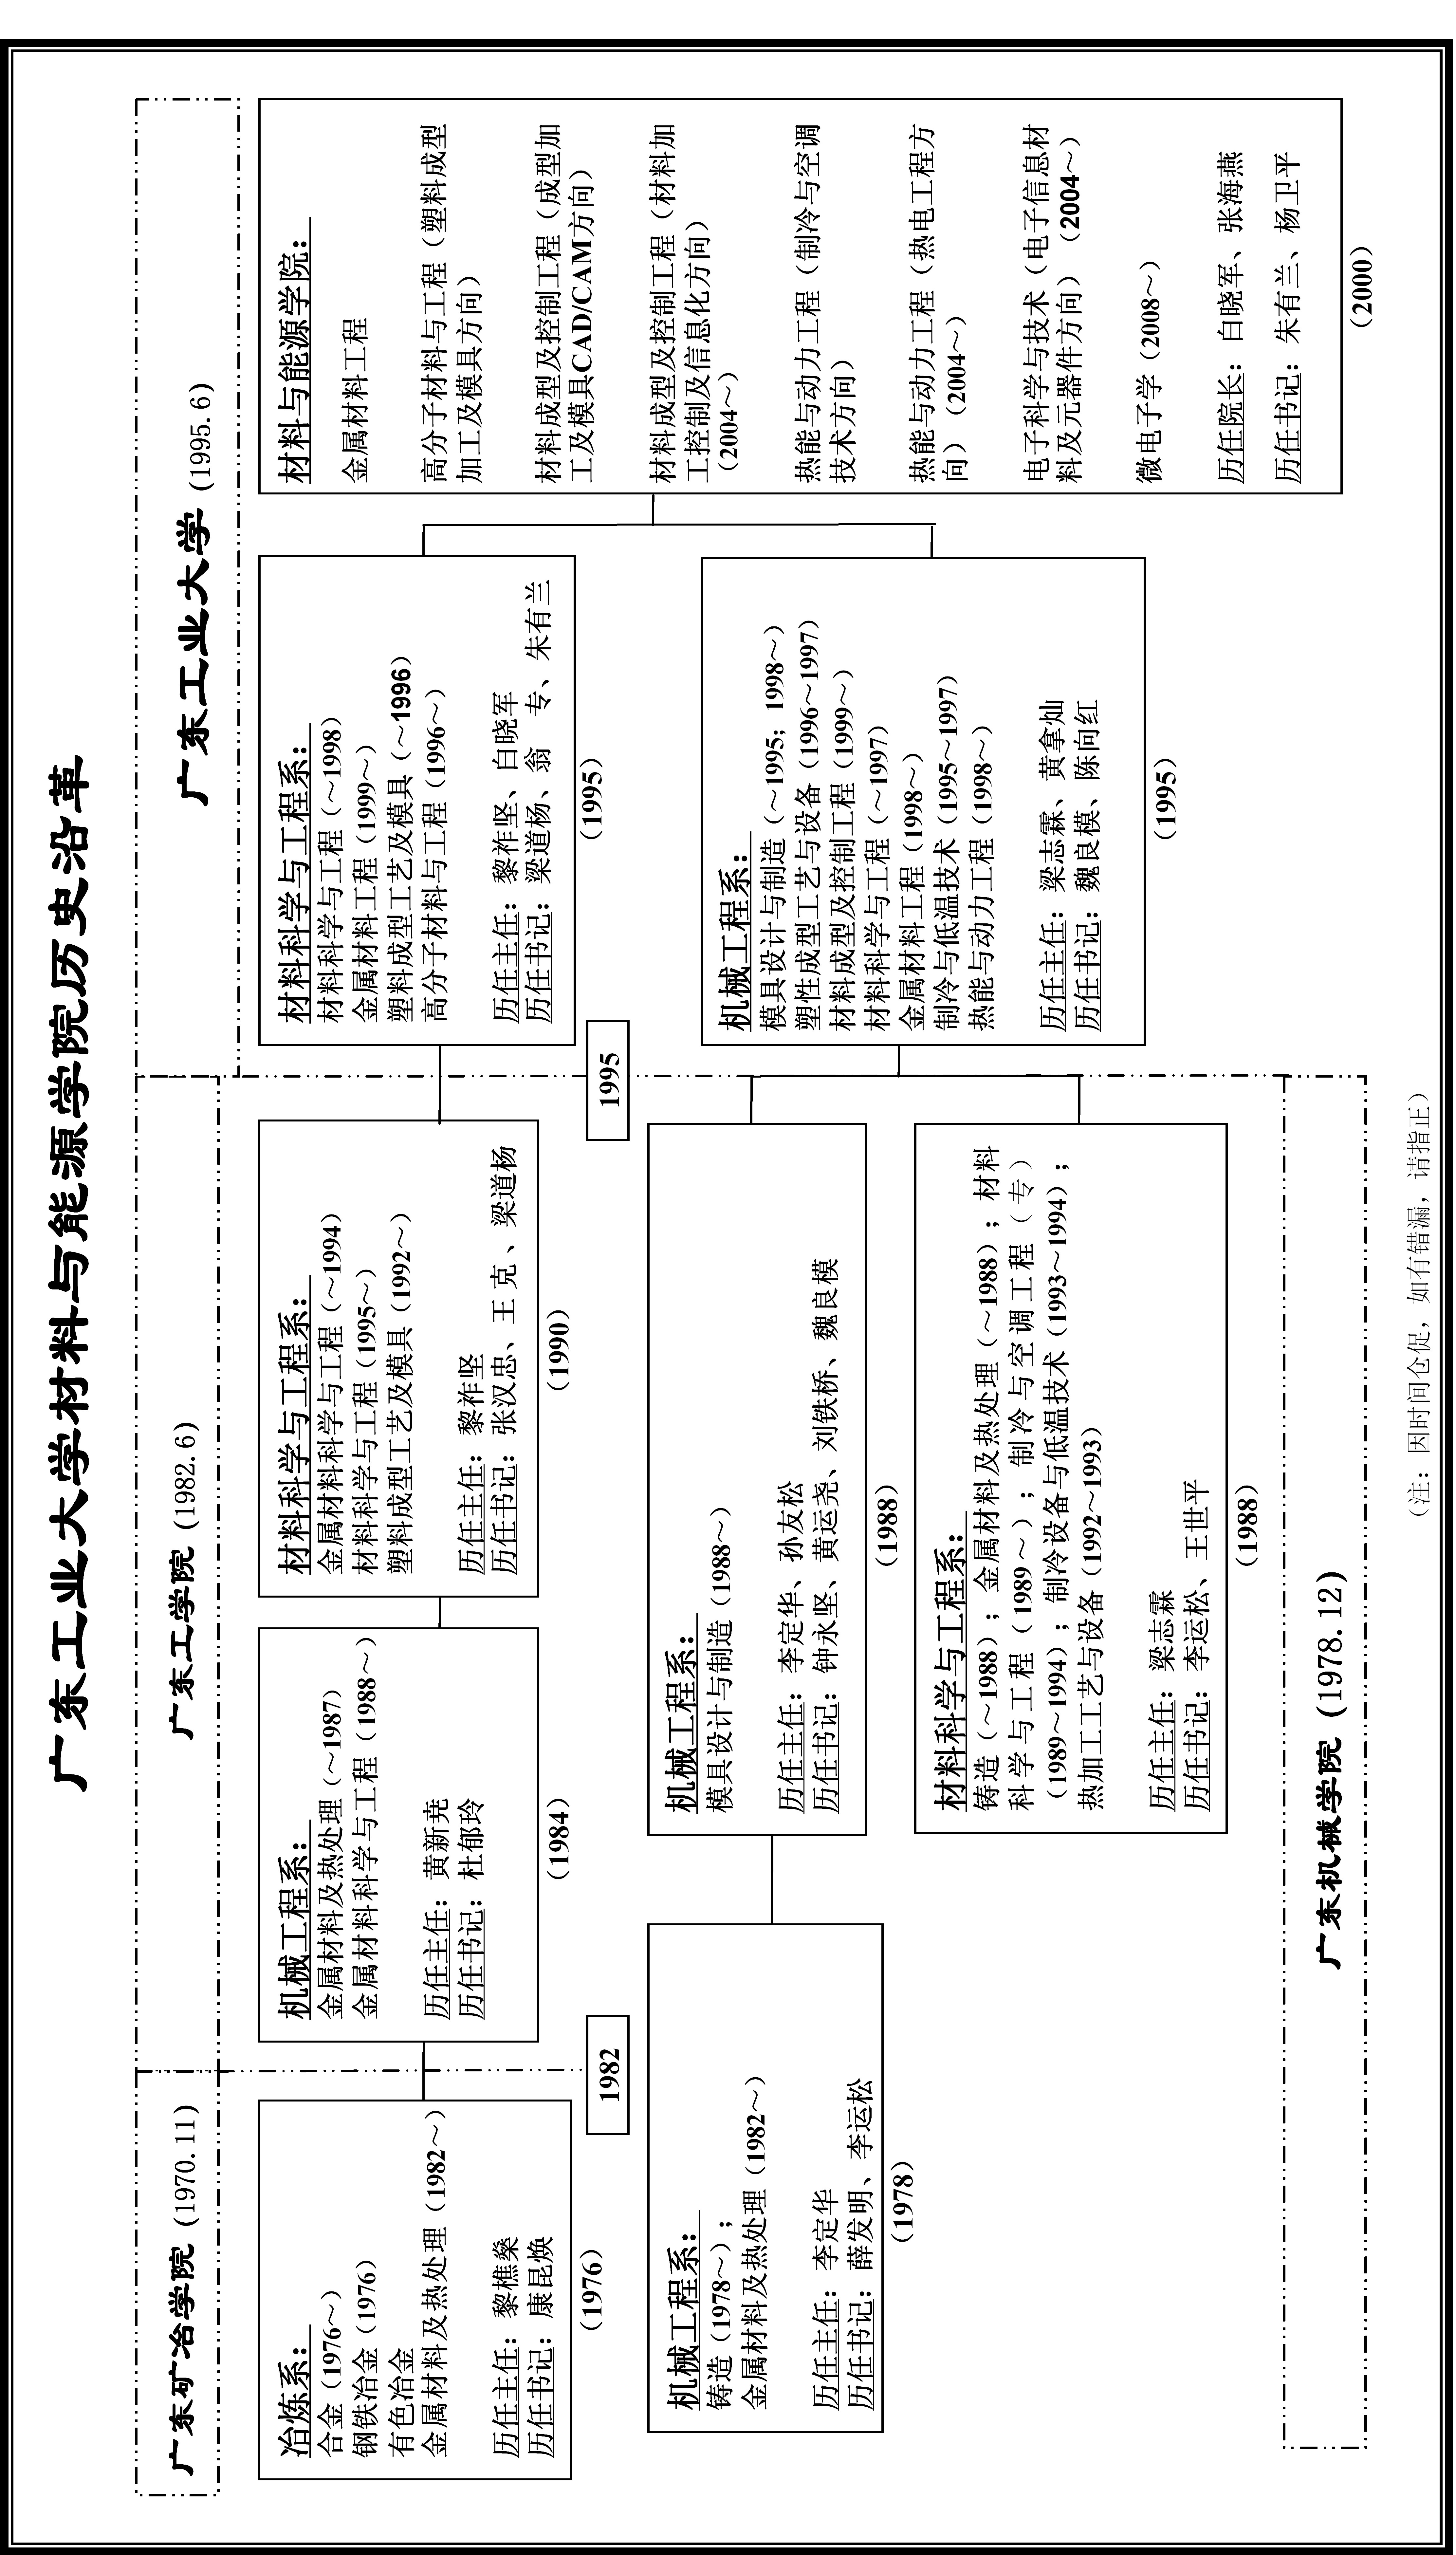 广东工业大学材料与能源学院历史沿革
广东矿冶学院（1970.11）
广东工学院（1982.6）
广东工业大学（1995.6）
冶炼系：
合金（1976～）
钢铁冶金（1976）
有色冶金
金属材料及热处理（1982～）
历任主任：黎樵燊
历任书记：康昆焕
（1976）
机械工程系：
金属材料及热处理（～1987）
金属材料科学与工程（1988～）
历任主任：黄新尧
历任书记：杜郁玲
（1984）
材料科学与工程系：
金属材料科学与工程（～1994）
材料科学与工程（1995～）
塑料成型工艺及模具（1992～）
历任主任：黎祚坚
历任书记：张汉忠、王 克、梁道杨
（1990）
材料科学与工程系：
材料科学与工程（～1998）
金属材料工程（1999～）
塑料成型工艺及模具（～1996）
高分子材料与工程（1996～）
历任主任：黎祚坚、白晓军
历任书记：梁道杨、翁　专、朱有兰
（1995）
材料与能源学院：
金属材料工程
高分子材料与工程（塑料成型
加工及模具方向）
材料成型及控制工程（成型加
工及模具CAD/CAM方向）
材料成型及控制工程（材料加
工控制及信息化方向）
（2004～）
热能与动力工程（制冷与空调
技术方向）
热能与动力工程（热电工程方
向）（2004～）
电子科学与技术（电子信息材
料及元器件方向）（2004～）
微电子学（2008～）
历任院长：白晓军、张海燕
历任书记：朱有兰、杨卫平
（2000）
1982
1995
机械工程系：
铸造（1978～）；
金属材料及热处理（1982～）
历任主任：李定华
历任书记：薛发明、李运松
（1978）
机械工程系：
模具设计与制造（1988～）
历任主任：李定华、孙友松
历任书记：钟永坚、黄运尧、刘铁桥、魏良模
（1988）
材料科学与工程系：
铸造（～1988）；金属材料及热处理（～1988）；材料
科学与工程（1989～）；制冷与空调工程（专）
（1989～1994）；制冷设备与低温技术（1993～1994）；
热加工工艺与设备（1992～1993）
历任主任：梁志霖
历任书记：李运松、王世平
（1988）
机械工程系：
模具设计与制造（～1995；1998～）
塑性成型工艺与设备（1996～1997）
材料成型及控制工程（1999～）
材料科学与工程（～1997）
金属材料工程（1998～）
制冷与低温技术（1995～1997）
热能与动力工程（1998～）
历任主任：梁志霖、黄拿灿
历任书记：魏良模、陈向红
（1995）
广东机械学院（1978.12）
（注：因时间仓促，如有错漏，请指正）